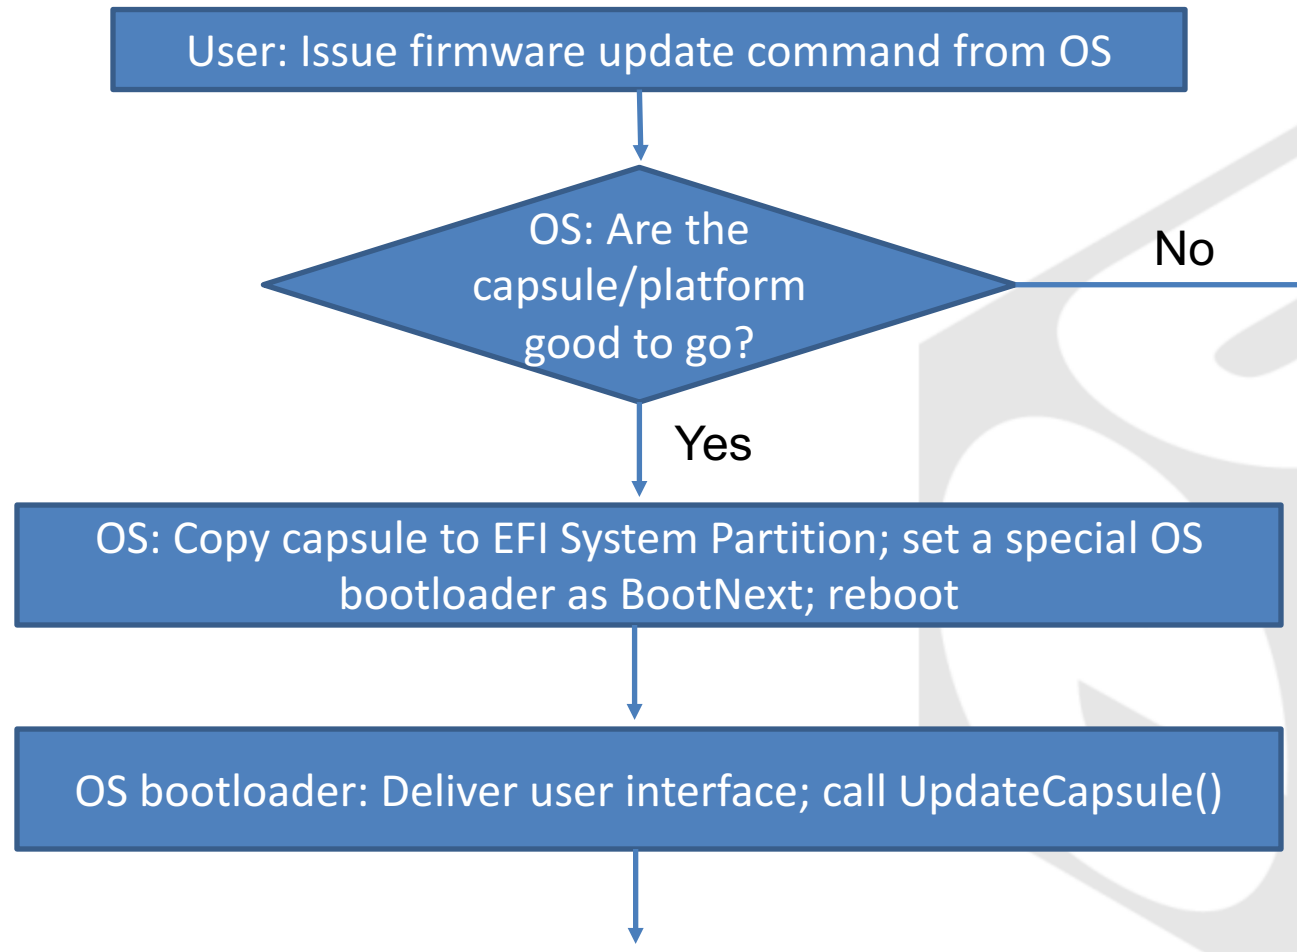 User: Issue firmware update command from OS
OS: Are the
capsule/platform
good to go?
No
Yes
OS: Copy capsule to EFI System Partition; set a special OS
bootloader as BootNext; reboot
OS bootloader: Deliver user interface; call UpdateCapsule()